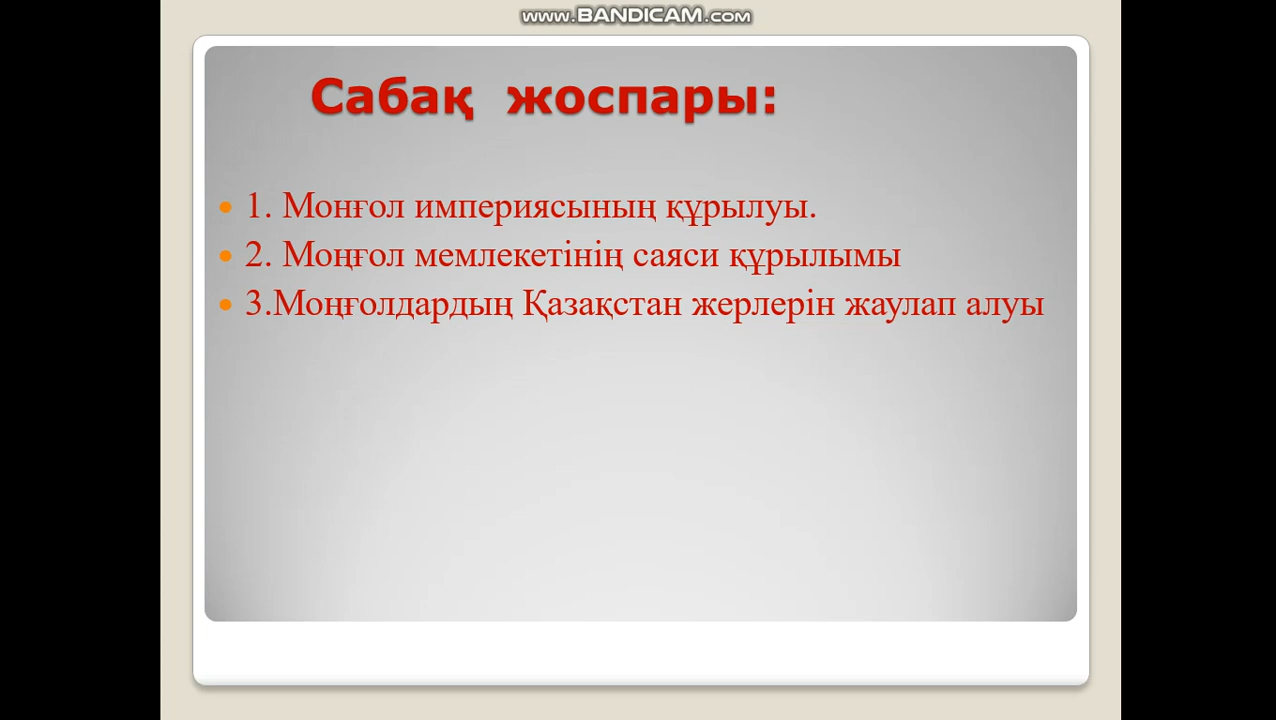 www.BANDICAM.com
Сабақ жоспары:
1. Монғол империясының құрылуы.
2. Моңғол мемлекетінің саяси құрылымы
3.Моңғолдардың Қазақстан жерлерін жаулап алуы